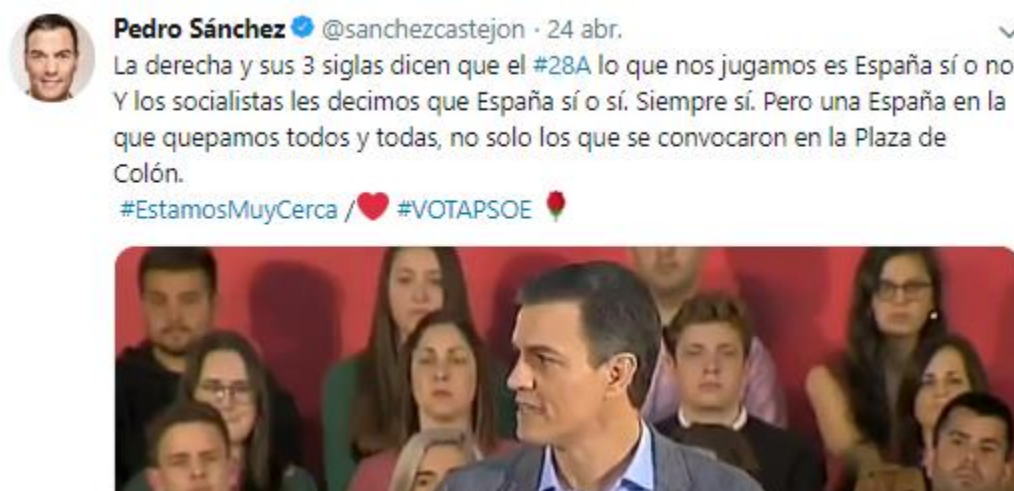 Pedro Sánchez @sanchezcastejon · 24 abr.
La derecha y sus 3 siglas dicen que el #28A lo que nos jugamos es España sí o no
Y los socialistas les decimos que España sí o sí. Siempre sí. Pero una España en la
que quepamos todos y todas, no solo los que se convocaron en la Plaza de
Colón.
#EstamosMuyCerca /❤️ #VOTAPSOE 🌹